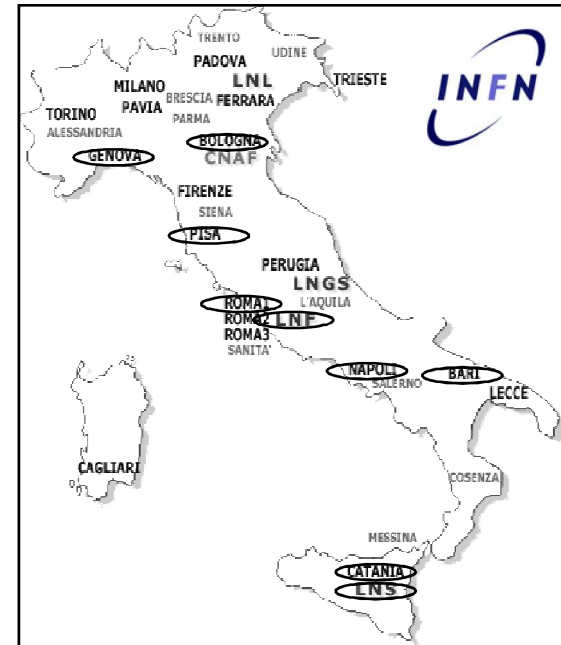 TRENTO
UDINE
PADOVA
LNL
TRIESTE
INFN
MILANO
BRESCIA
FERRARA
PAVIA
TORINO
PARMA
ALESSANDRIA
BOLOGNA
CNAF
GENOVA
FIRENZE
SIENA
PISA
PERUGIA
LNGS
L'AQUILA
ROMA1
ROMA2
LNF
ROMA3
SANITA'
NAPOLI
SALERNO
BARI
LECCE
CAGLIARI
COSENZA
MESSINA
CATANIA
LNS